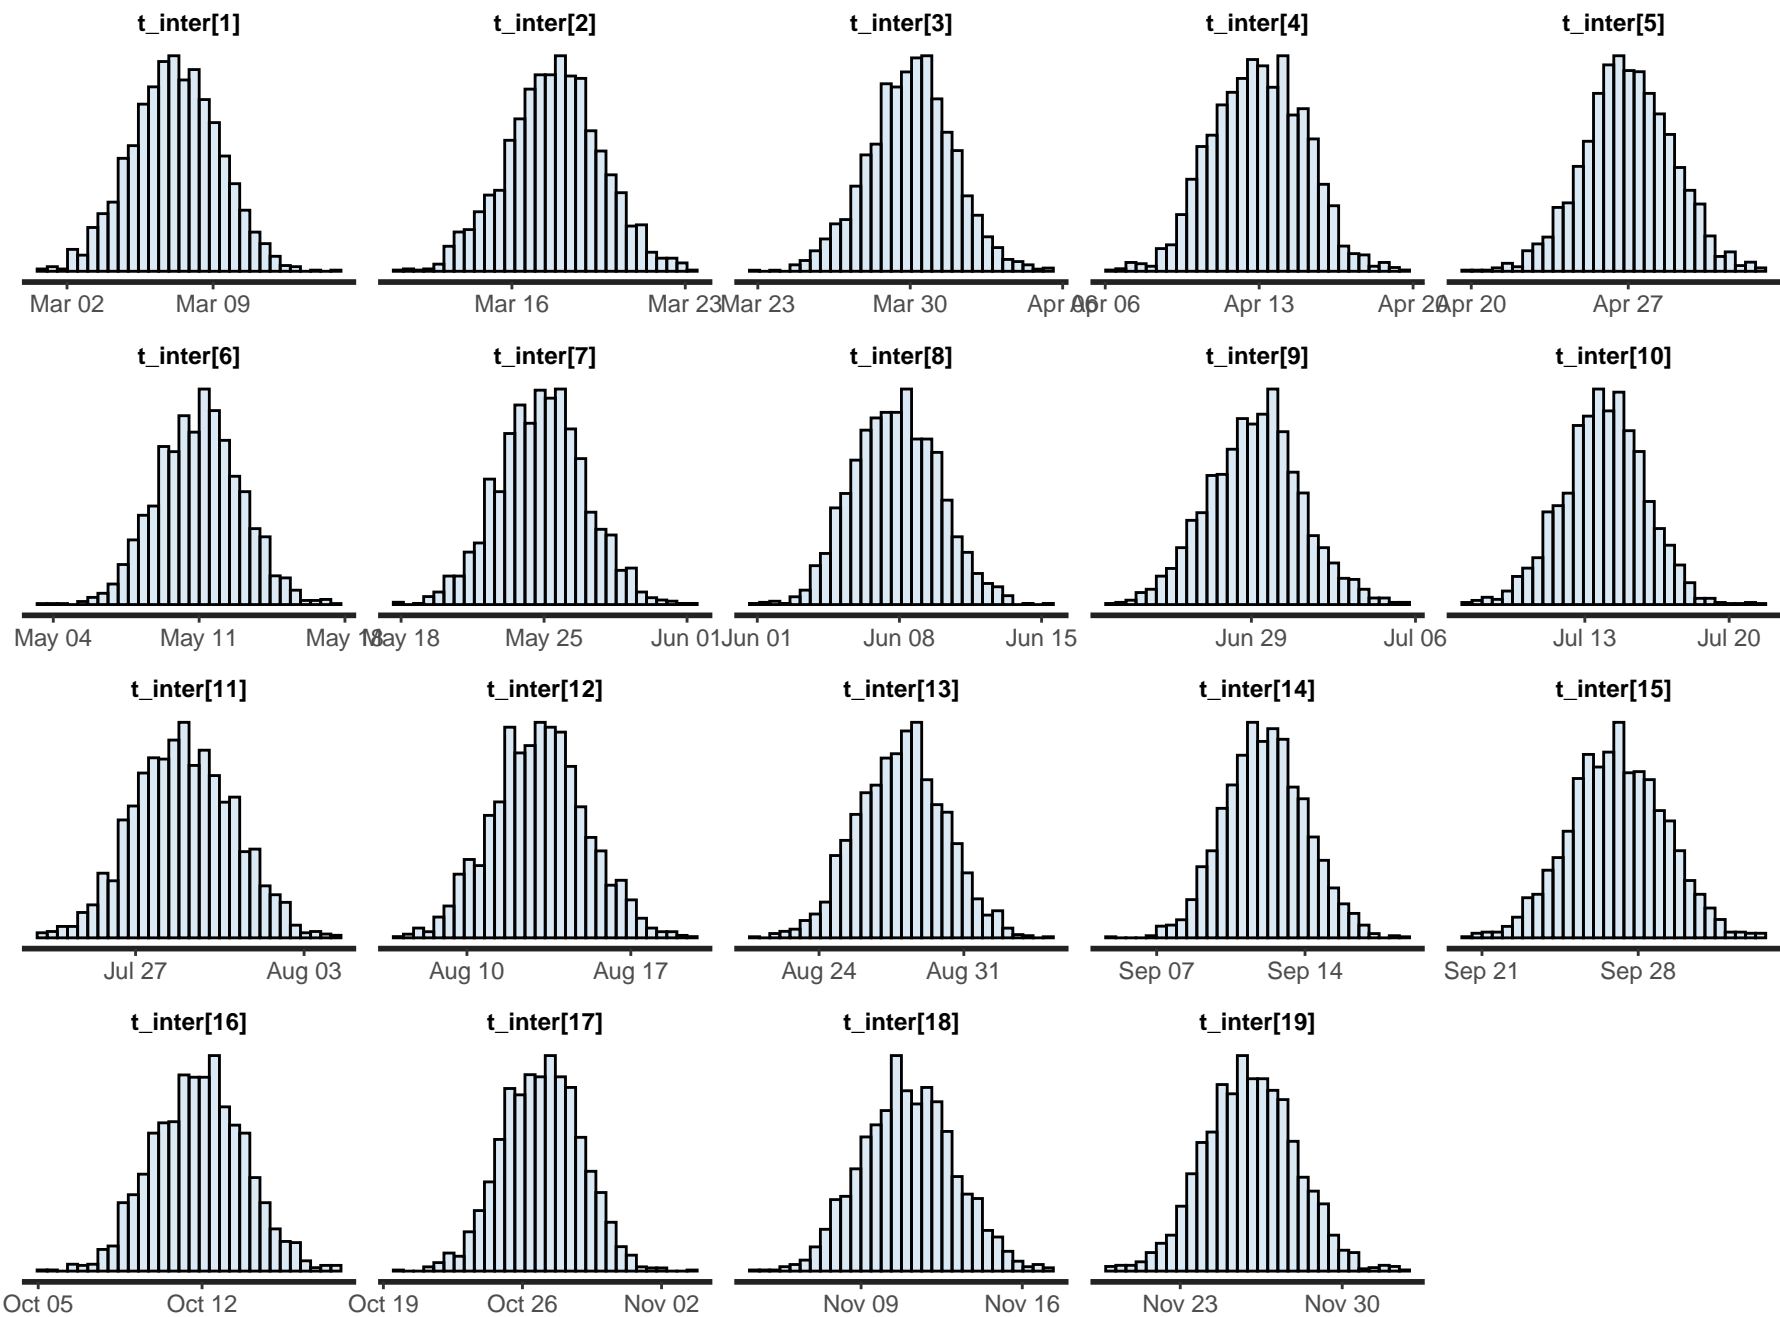 t_inter[1] t_inter[2] t_inter[3] t_inter[4] t_inter[5]
Mar 02 Mar 09 Mar 16 Mar 23 Mar 23 Mar 30 Apr 06 Apr 06 Apr 13 Apr 20 Apr 20 Apr 27
t_inter[6] t_inter[7] t_inter[8] t_inter[9] t_inter[10]
May 04 May 11 May 18 May 18 May 25 Jun 01 Jun 01 Jun 08 Jun 15 Jun 29 Jul 06 Jul 13 Jul 20
t_inter[11] t_inter[12] t_inter[13] t_inter[14] t_inter[15]
Jul 27 Aug 03 Aug 10 Aug 17 Aug 24 Aug 31 Sep 07 Sep 14 Sep 21 Sep 28
t_inter[16] t_inter[17] t_inter[18] t_inter[19]
Oct 05 Oct 12 Oct 19 Oct 26 Nov 02 Nov 09 Nov 16 Nov 23 Nov 30